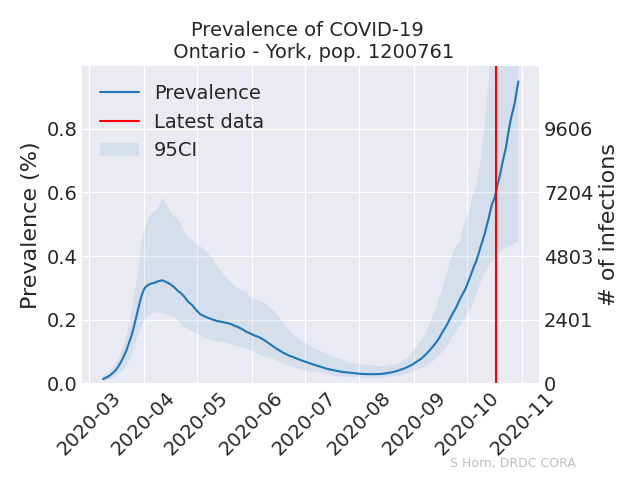 Prevalence of COVID-19
Ontario - York, pop. 1200761
Prevalence
Latest data
95CI
Prevalence (%)
0.8
0.6
0.4
0.2
0.0
9606
7204
4803
2401
0
# of infections
2020-03
2020-04
2020-05
2020-06
2020-07
2020-08
2020-09
2020-10
2020-11
S Horn, DRDC CORA